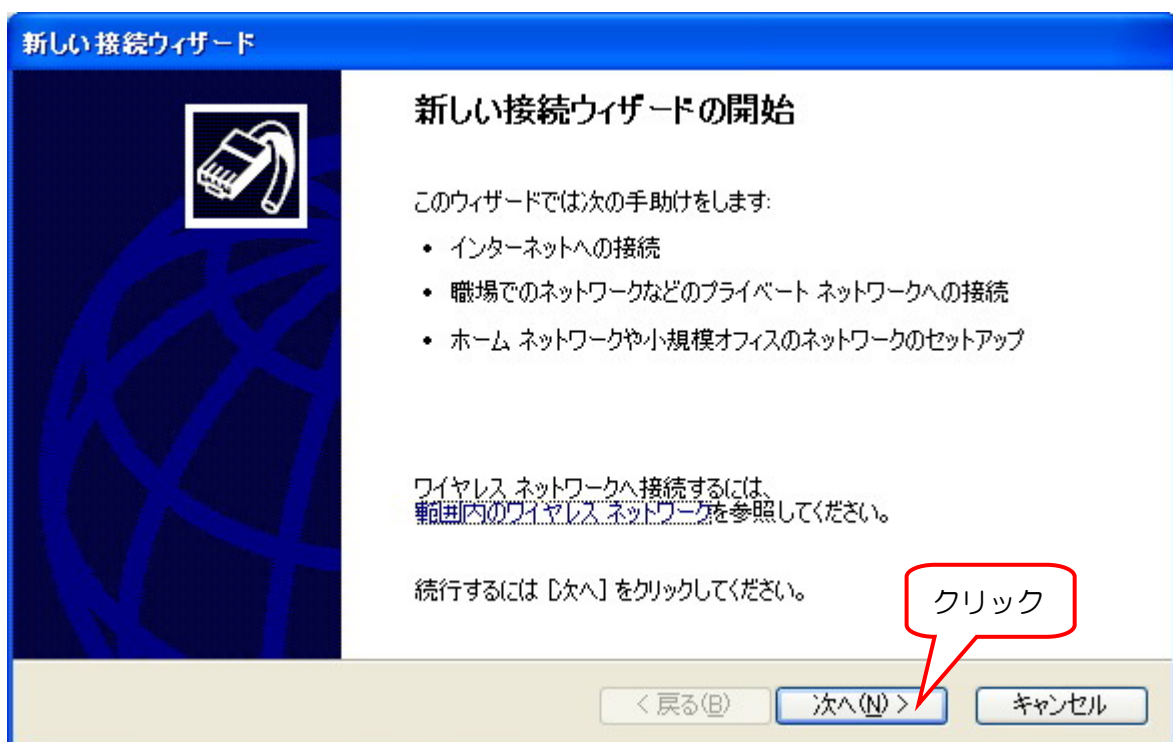 新しい接続ウィザード
新しい接続ウィザードの開始
このウィザードでは次の手助けをします:
• インターネットへの接続
• 職場でのネットワークなどのプライベート ネットワークへの接続
• ホーム ネットワークや小規模オフィスのネットワークのセットアップ
ワイヤレス ネットワークへ接続するには、
範囲内のワイヤレス ネットワークを参照してください。
続行するには [次へ] をクリックしてください。
クリック
< 戻る(B)
次へ(N) >
キャンセル